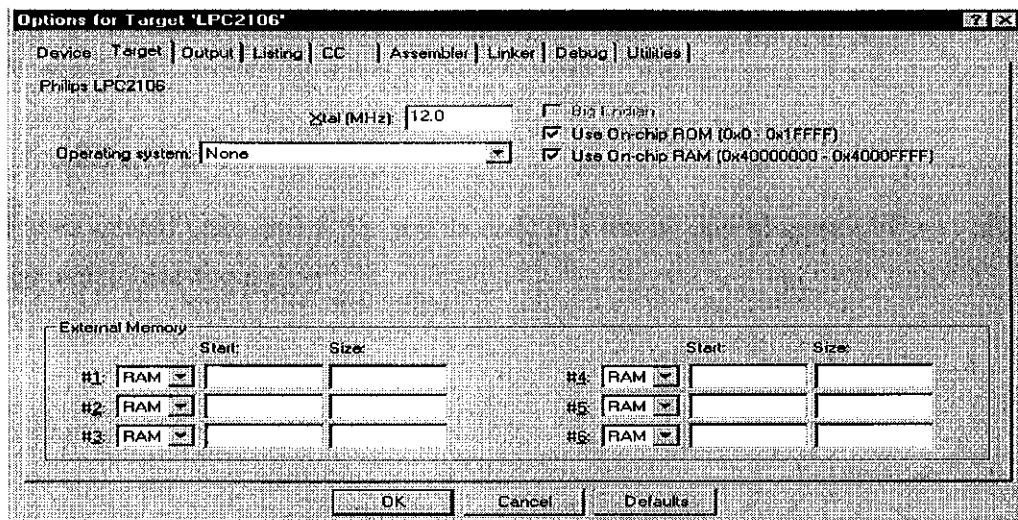 Options for Target 'LPC2106'
Device Target Output Listing CC Assembler Linker Debug Utilities
Philips LPC2106
Xtal (MHz): 12.0
Big Endian
Use On-chip ROM (0x0 - 0x1FFFF)
Operating system: None
Use On-chip RAM (0x40000000 - 0x4000FFFF)
External Memory
Start: Size: Start: Size:
#1: RAM #4: RAM
#2: RAM #5: RAM
#3: RAM #6: RAM
OK Cancel Defaults